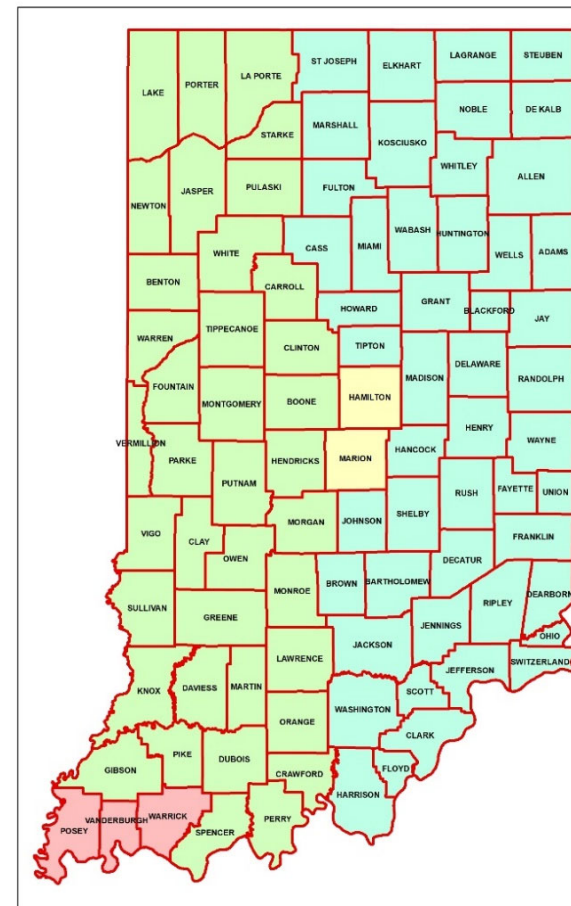 LAKE
PORTER
LA PORTE
ST JOSEPH
ELKHART
LAGRANGE
STEUBEN
NOBLE
DE KALB
MARSHALL
STARKE
KOSCIUSKO
WHITLEY
ALLEN
NEWTON
JASPER
PULASKI
FULTON
WABASH
HUNTINGTON
WHITE
CASS
MIAMI
WELLS
ADAMS
BENTON
CARROLL
HOWARD
GRANT
BLACKFORD
JAY
WARREN
TIPPECANOE
CLINTON
TIPTON
MADISON
DELAWARE
RANDOLPH
FOUNTAIN
MONTGOMERY
BOONE
HAMILTON
HENRY
WAYNE
VERMILLION
PARKE
PUTNAM
HENDRICKS
MARION
HANCOCK
RUSH
FAYETTE
UNION
VIGO
CLAY
OWEN
MORGAN
JOHNSON
SHELBY
FRANKLIN
SULLIVAN
GREENE
MONROE
BROWN
BARTHOLOMEW
DECATUR
RIPLEY
DEARBORN
OHIO
LAWRENCE
JACKSON
JENNINGS
JEFFERSON
SWITZERLAND
KNOX
DAVIESS
MARTIN
ORANGE
WASHINGTON
SCOTT
CLARK
GIBSON
PIKE
DUBOIS
CRAWFORD
HARRISON
FLOYD
POSEY
VANDERBURGH
WARRICK
SPENCER
PERRY